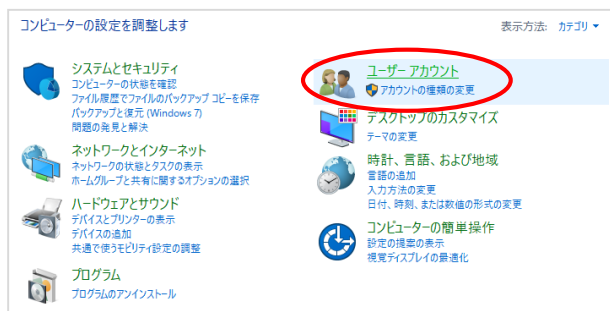 コンピューターの設定を調整します
表示方法: カテゴリ
システムとセキュリティ
コンピューターの状態を確認
ファイル履歴でファイルのバックアップ コピーを保存
バックアップと復元 (Windows 7)
問題の発見と解決
ネットワークとインターネット
ネットワークの状態とタスクの表示
ホームグループと共有に関するオプションの選択
ハードウェアとサウンド
デバイスとプリンターの表示
デバイスの追加
共通で使うモビリティ設定の調整
プログラム
プログラムのアンインストール
ユーザー アカウント
アカウントの種類の変更
デスクトップのカスタマイズ
テーマの変更
時計、言語、および地域
言語の追加
入力方法の変更
日付、時刻、または数値の形式の変更
コンピューターの簡単操作
設定の提案の表示
視覚ディスプレイの最適化